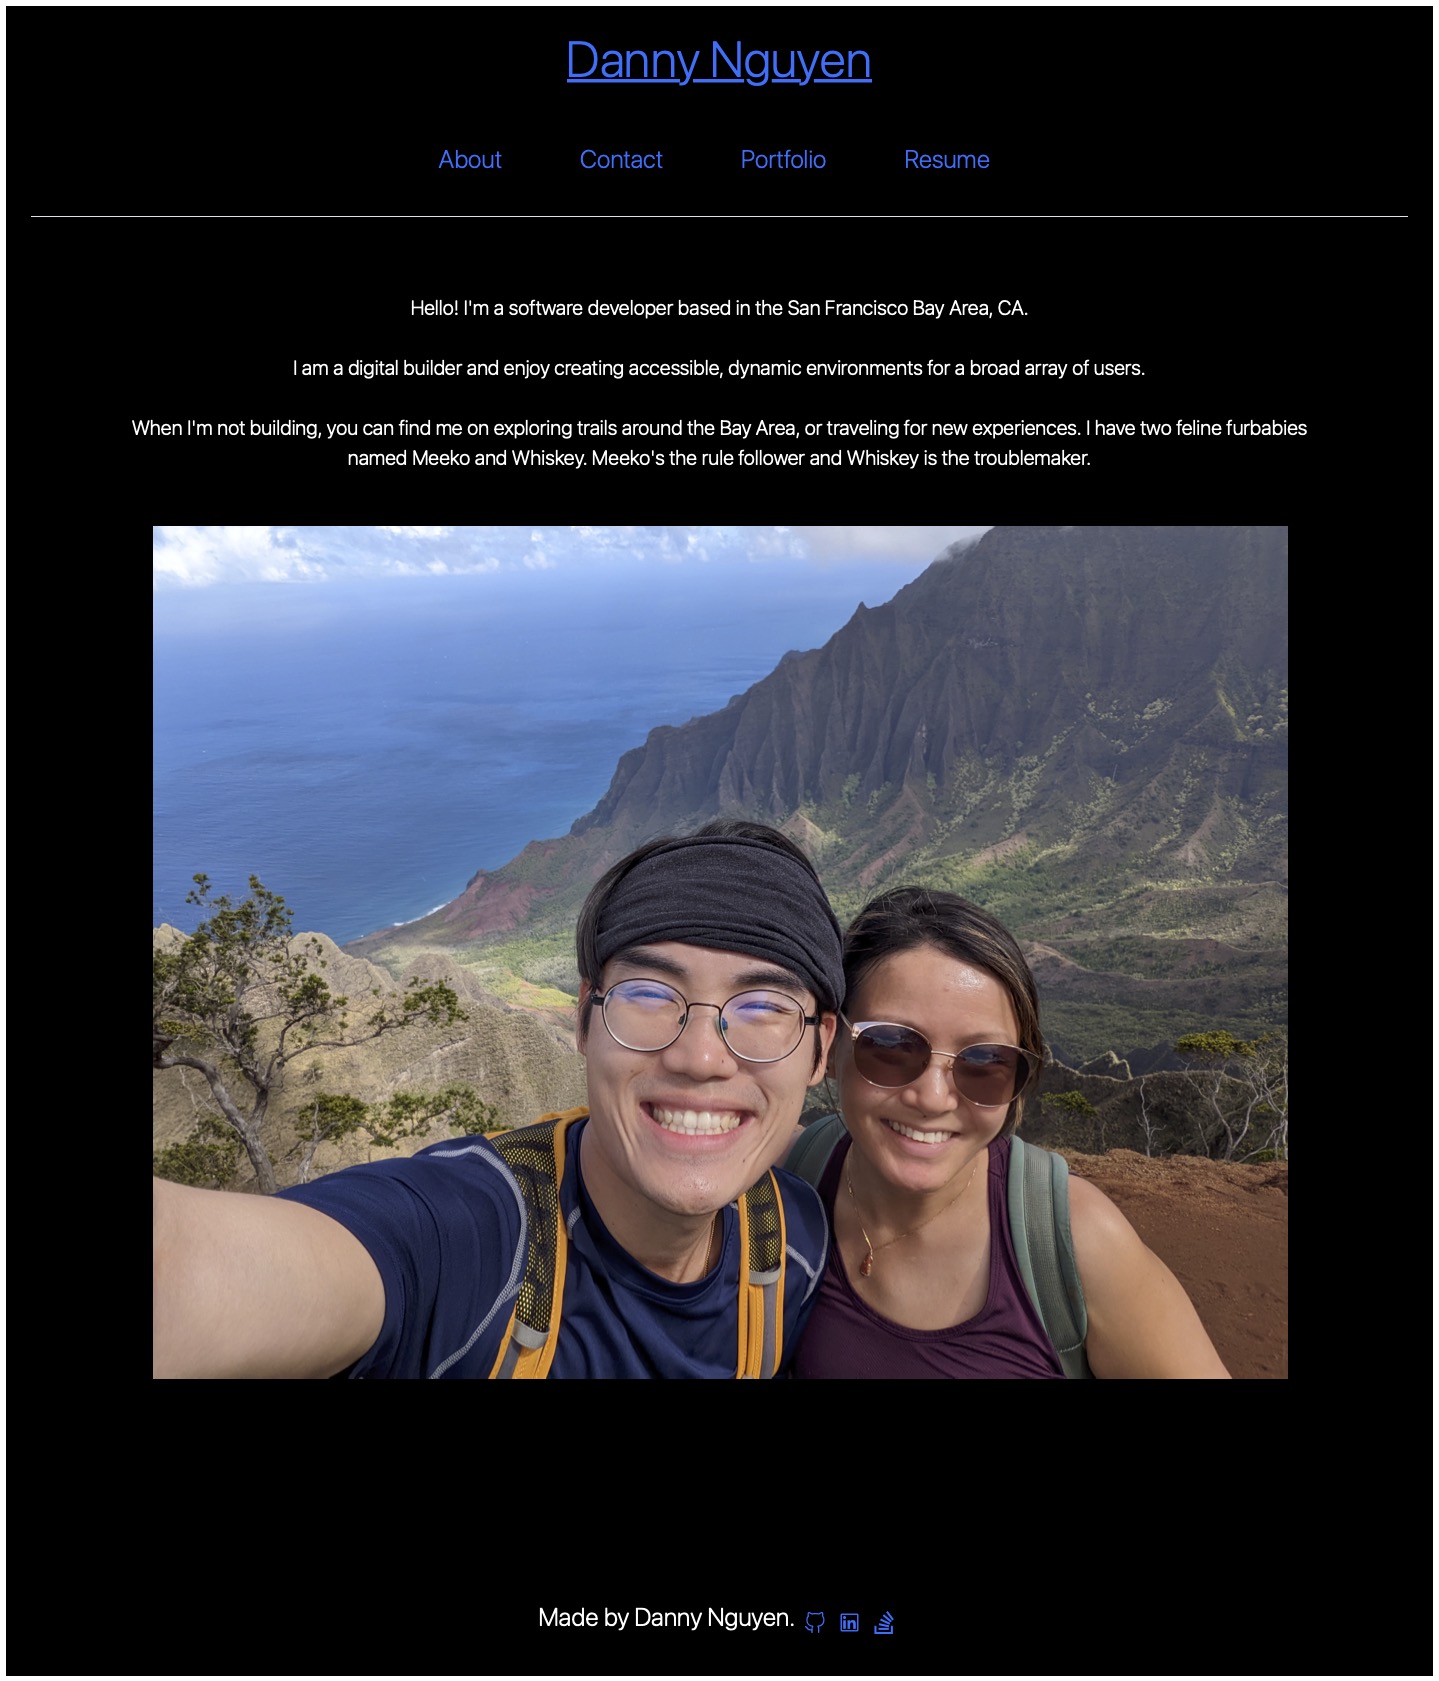 Danny Nguyen
About Contact Portfolio Resume
Hello! I'm a software developer based in the San Francisco Bay Area, CA.
I am a digital builder and enjoy creating accessible, dynamic environments for a broad array of users.
When I'm not building, you can find me on exploring trails around the Bay Area, or traveling for new experiences. I have two feline furbabies
named Meeko and Whiskey. Meeko's the rule follower and Whiskey is the troublemaker.
Made by Danny Nguyen.